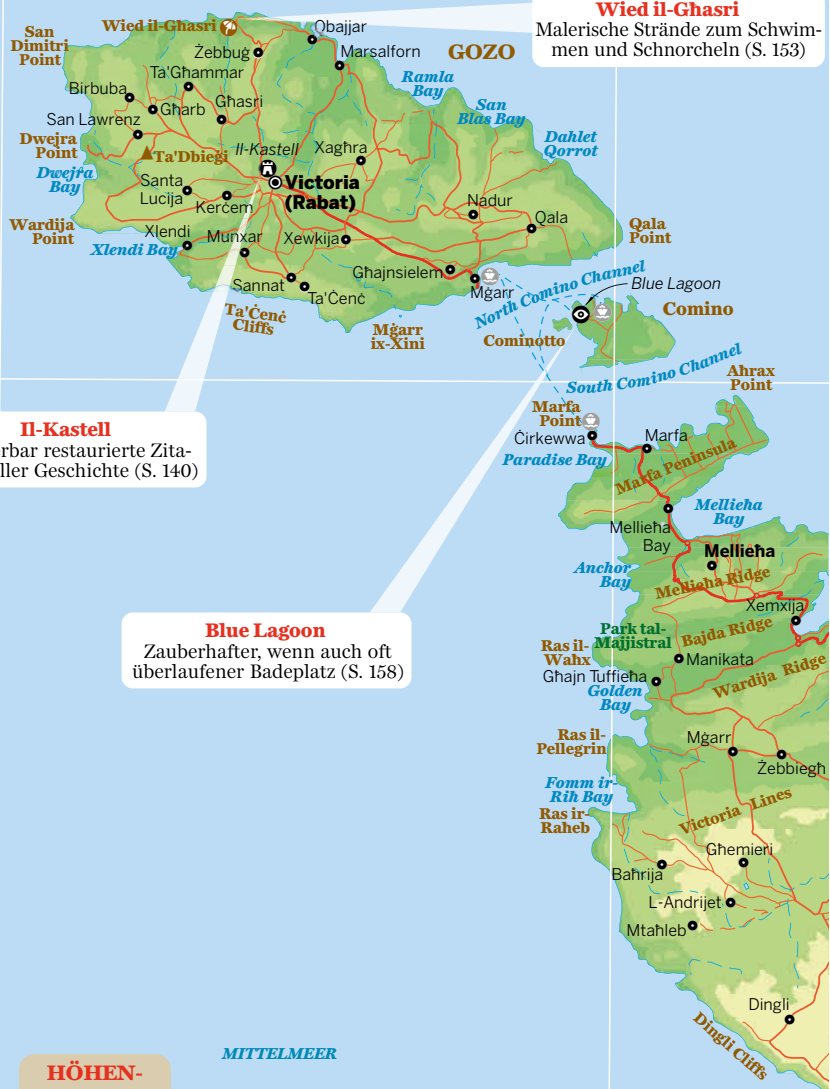 Wied il-Għasri
Malerische Strände zum Schwim-
men und Schnorcheln (S. 153)
Wied il-Għasri
Obajjar
San
Dimitri
Point
Żebbuġ
Marsalforn
GOZO
Ta'Għammar
Birbuba
Għarb
Għasri
Ramla
Bay
San
Blas Bay
San Lawrenz
Dahlet
Qorrot
Dwejra
Point
Ta'Dbieġi
Il-Kastell
Xagħra
Dwejra
Bay
Santa
Lucija
Victoria
(Rabat)
Kerċem
Nadur
Qala
Wardija
Point
Xlendi
Xlendi Bay
Munxar
Xewkija
Qala
Point
Għajnsielem
Sannat
Ta'Ċenċ
Mġarr
North Comino Channel
Blue Lagoon
Ta'Ċenċ
Cliffs
Mġarr
ix-Xini
Cominotto
Comino
South Comino Channel
Ahrax
Point
Marfa
Point
Ċirkewwa
Marfa
Il-Kastell
rbar restaurierte Zita-
ller Geschichte (S. 140)
Paradise Bay
Marfa Peninsula
Mellieħa
Bay
Mellieħa
Bay
Mellieħa
Anchor
Bay
Mellieħa Ridge
Xemxija
Blue Lagoon
Zauberhafter, wenn auch oft
überlaufener Badeplatz (S. 158)
Park tal-
Majjistral
Bajda Ridge
Ras il-
Wahx
Manikata
Għajn Tuffieħa
Golden
Bay
Wardija Ridge
Ras il-
Pellegrin
Mġarr
Żebbiegħ
Fomm ir-
Riħ Bay
Victoria Lines
Ras ir-
Raheb
Għemieri
Baħrija
L-Andrijet
Mtaħleb
Dingli
Dingli Cliffs
MITTELMEER
HÖHEN-